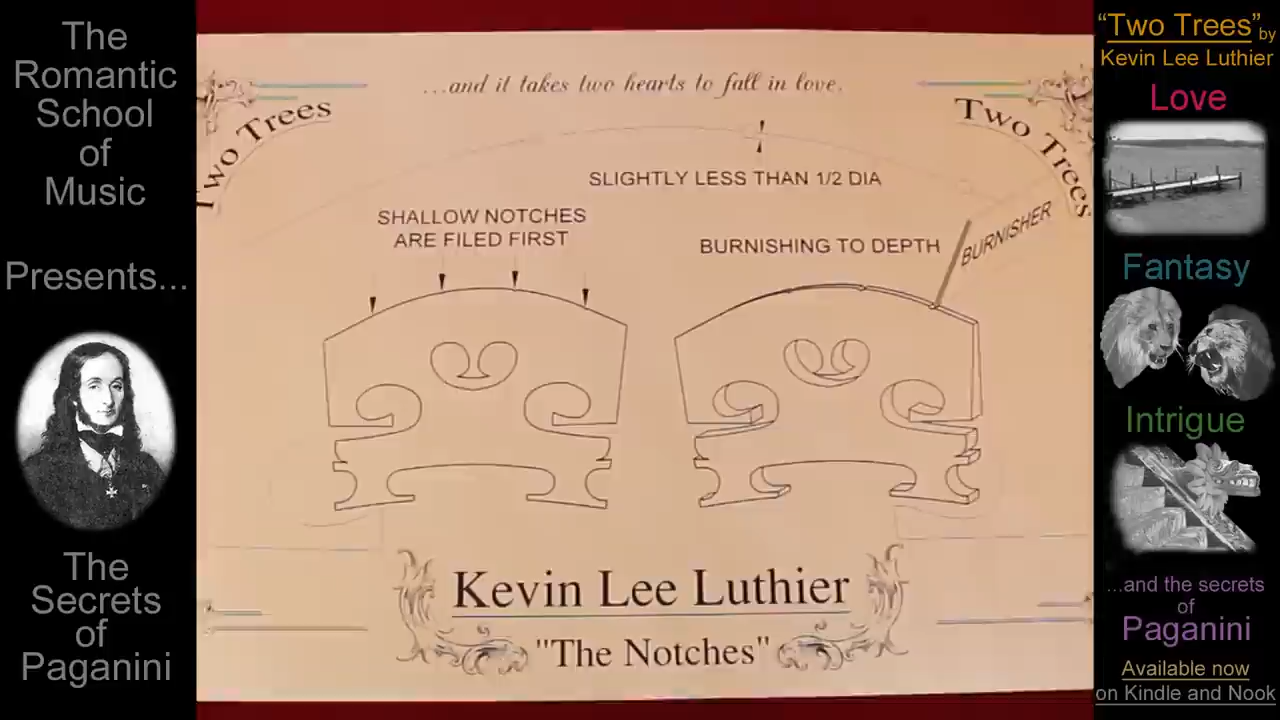 The
Romantic
School
of
Music
Presents...
The
Secrets
of
Paganini
...and it takes two hearts to fall in love.
Two Trees
Two Trees
SLIGHTLY LESS THAN 1/2 DIA
SHALLOW NOTCHES
ARE FILED FIRST
BURNISHING TO DEPTH
BURNISHER
Kevin Lee Luthier
"The Notches"
“Two Trees” by
Kevin Lee Luthier
Love
Fantasy
Intrigue
...and the secrets
of
Paganini
Available now
on Kindle and Nook